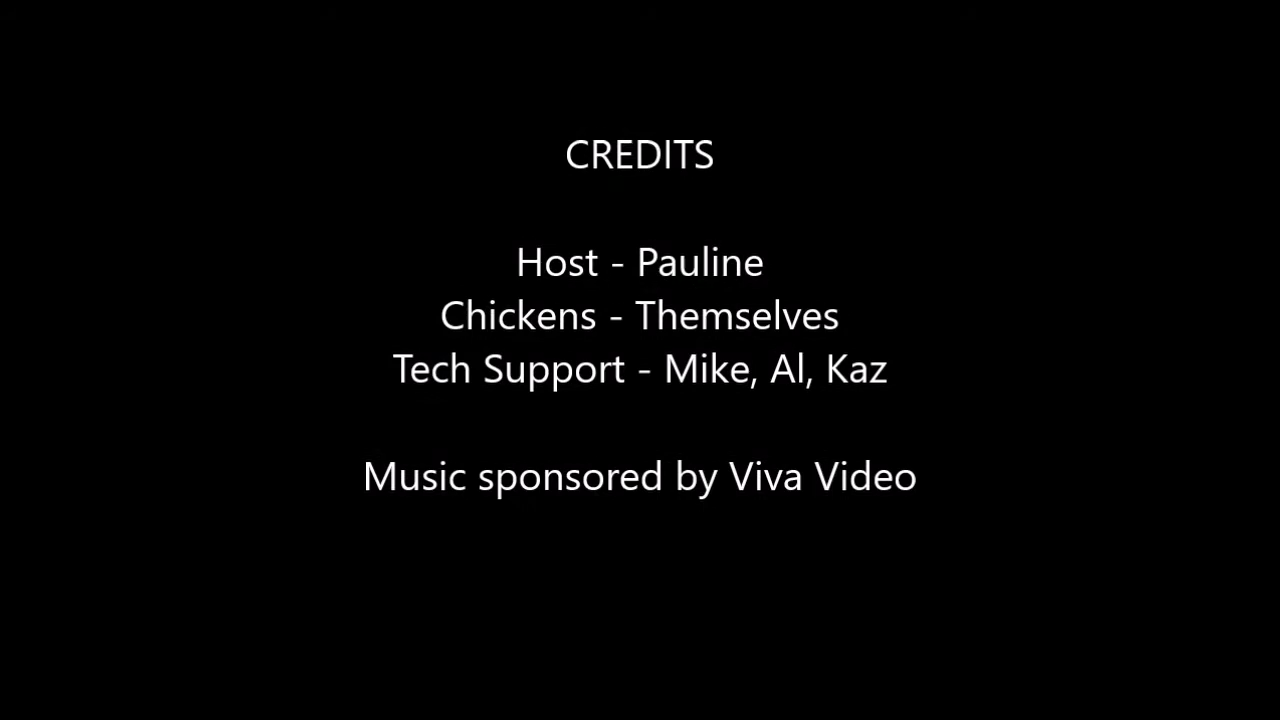 CREDITS
Host - Pauline
Chickens - Themselves
Tech Support - Mike, Al, Kaz
Music sponsored by Viva Video